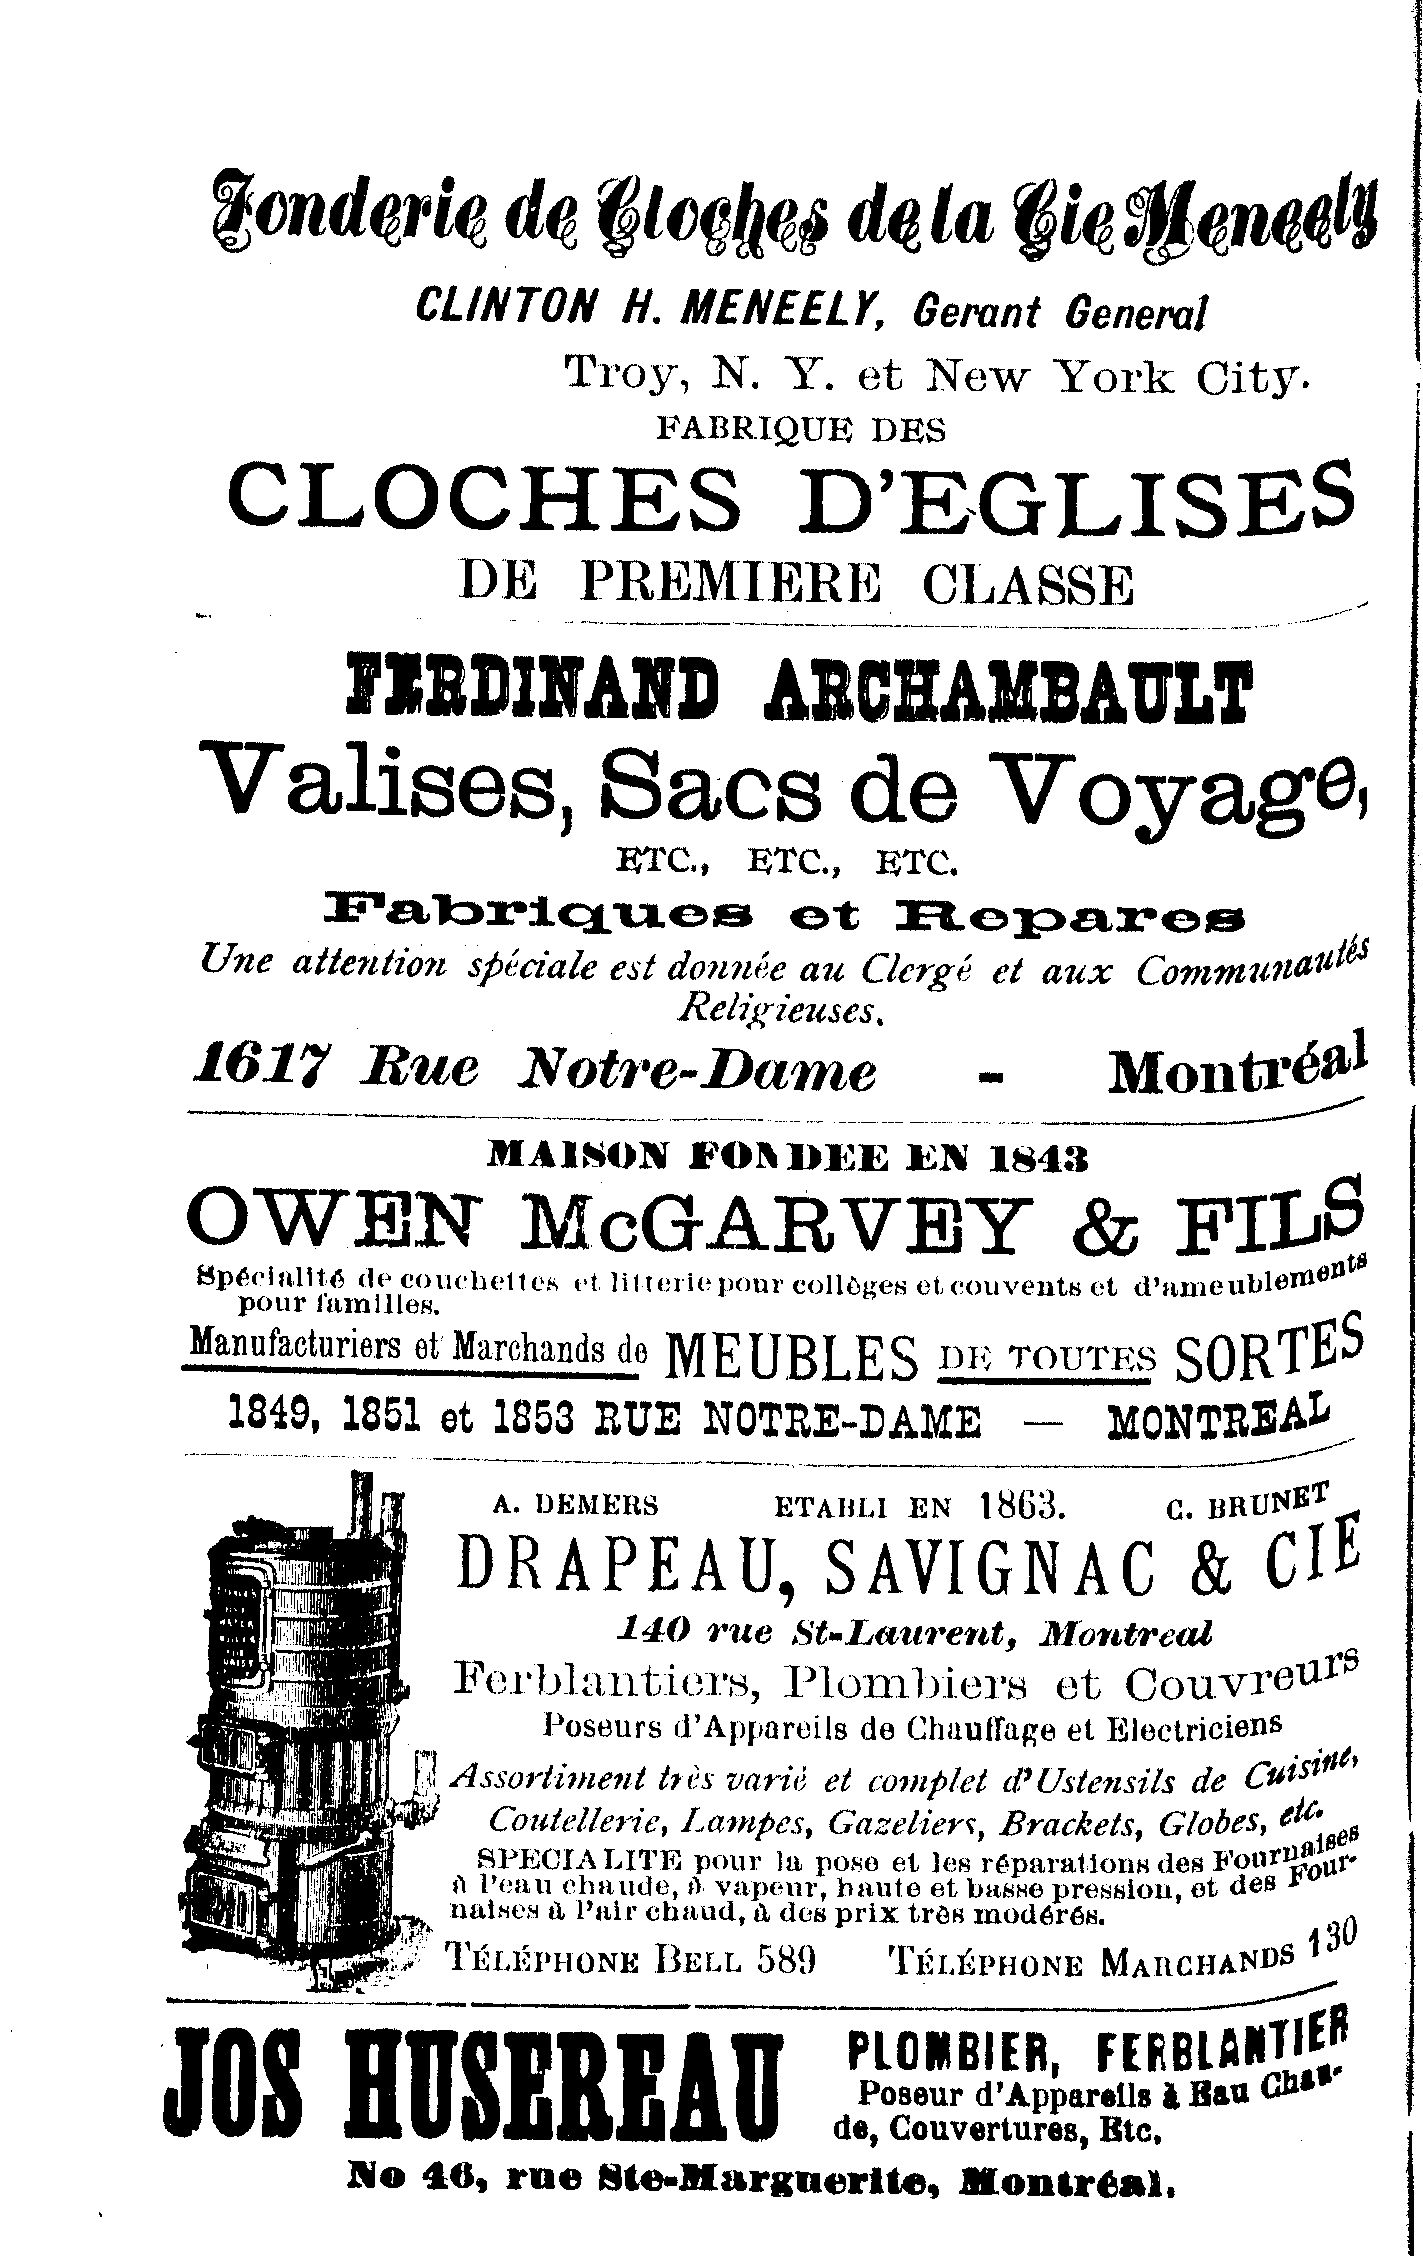 Fonderie de Cloches de la Cie Meneely
CLINTON H. MENEELY, Gerant General
Troy, N. Y. et New York City.
FABRIQUE DES
CLOCHES D'EGLISES
DE PREMIERE CLASSE
FERDINAND ARCHAMBAULT
Valises, Sacs de Voyage,
ETC., ETC., ETC.
Fabriques et Repares
Une attention spéciale est donnée au Clergé et aux Communautés
Religieuses.
1617 Rue Notre-Dame - Montréal
MAISON FONDEE EN 1843
OWEN McGARVEY & FILS
Spécialité de couchettes et litterie pour collèges et couvents et d'ameublements
pour familles.
Manufacturiers et Marchands de MEUBLES DE TOUTES SORTES
1849, 1851 et 1853 RUE NOTRE-DAME — MONTREAL
A. DEMERS ETABLI EN 1863. C. BRUNET
DRAPEAU, SAVIGNAC & CIE
140 rue St-Laurent, Montreal
Ferblantiers, Plombiers et Couvreurs
Poseurs d'Appareils de Chauffage et Electriciens
Assortiment très varié et complet d'Ustensils de Cuisine,
Coutellerie, Lampes, Gazeliers, Brackets, Globes, etc.
SPECIALITE pour la pose et les réparations des Fournaises
à l'eau chaude, à vapeur, haute et basse pression, et des Four-
naises à l'air chaud, à des prix très modérés.
TÉLÉPHONE BELL 589 TÉLÉPHONE MARCHANDS 130
JOS HUSEREAU PLOMBIER, FERBLANTIER
Poseur d'Appareils à Eau Chau-
de, Couvertures, Etc.
No 46, rue Ste-Marguerite, Montréal.